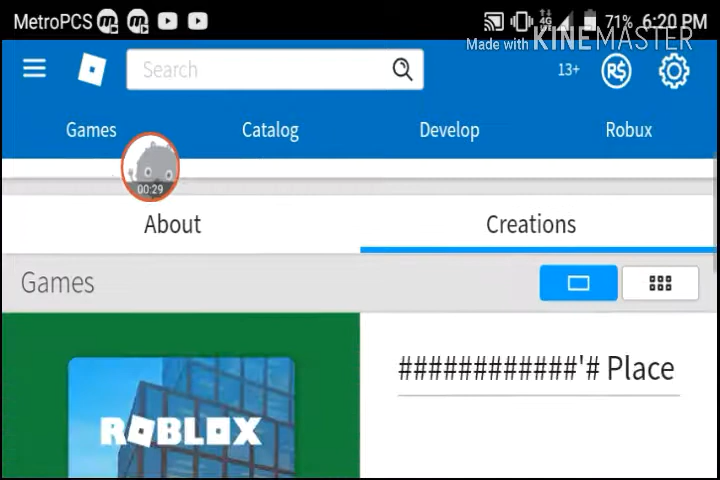 MetroPCS 4G 71% 6:20 PM
Made with KINEMASTER
Search 13+ R$
Games Catalog Develop Robux
00:29
About Creations
Games
############'# Place
ROBLOX